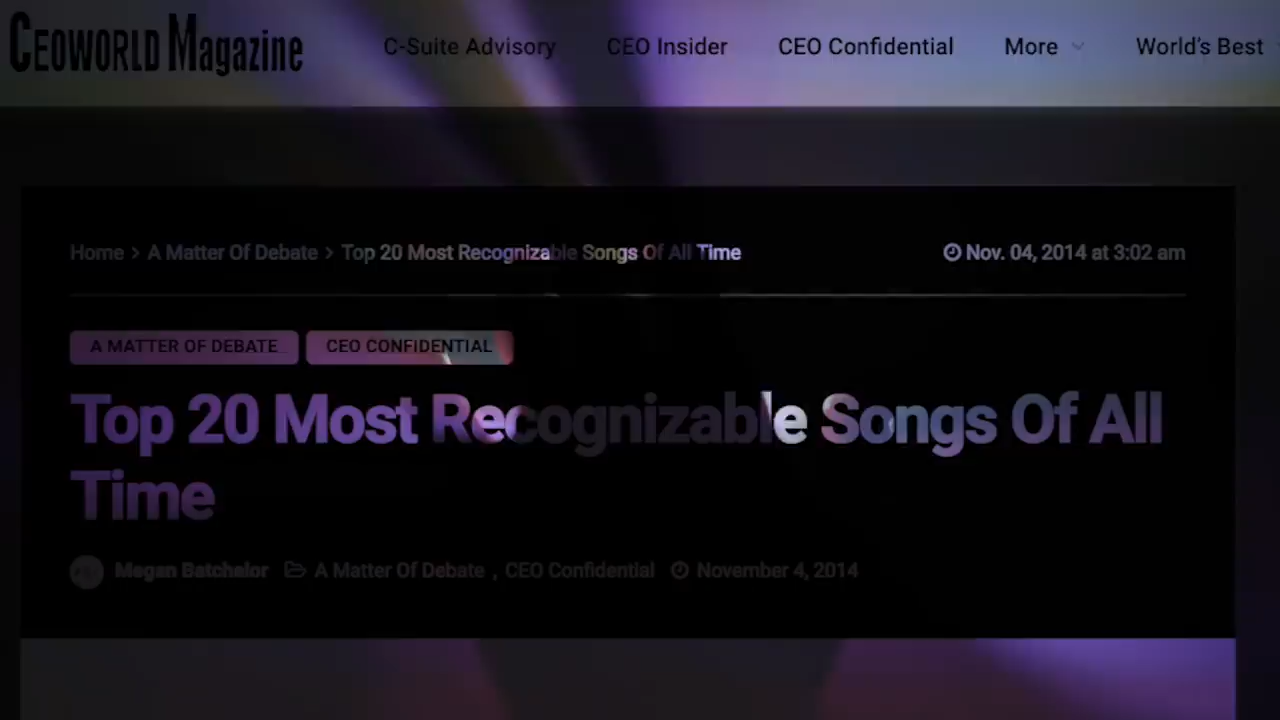 CEOWORLD Magazine C-Suite Advisory CEO Insider CEO Confidential More World's Best
Home > A Matter Of Debate > Top 20 Most Recognizable Songs Of All Time Nov. 04, 2014 at 3:02 am
A MATTER OF DEBATE CEO CONFIDENTIAL
Top 20 Most Recognizable Songs Of All
Time
Megan Batchelor A Matter Of Debate , CEO Confidential November 4, 2014